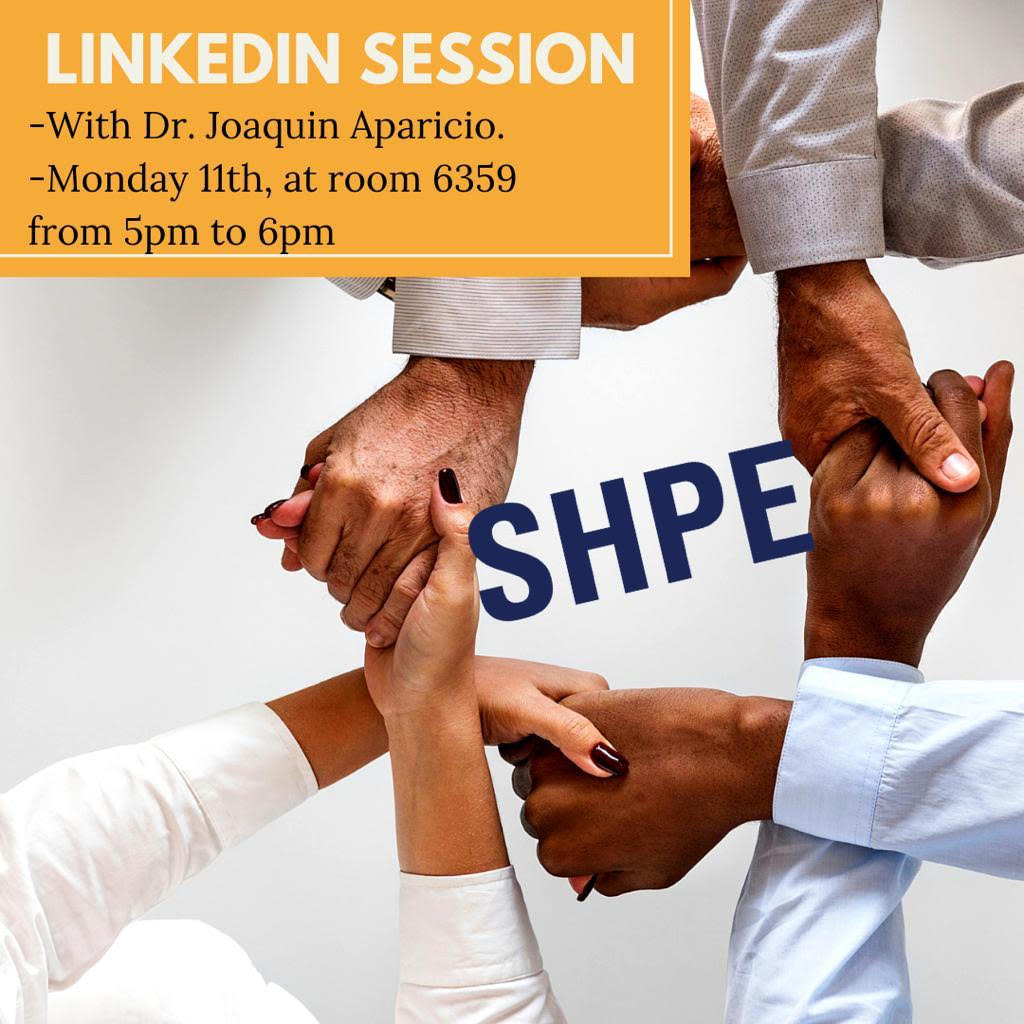 LINKEDIN SESSION
-With Dr. Joaquin Aparicio.
-Monday 11th, at room 6359
from 5pm to 6pm
SHPE